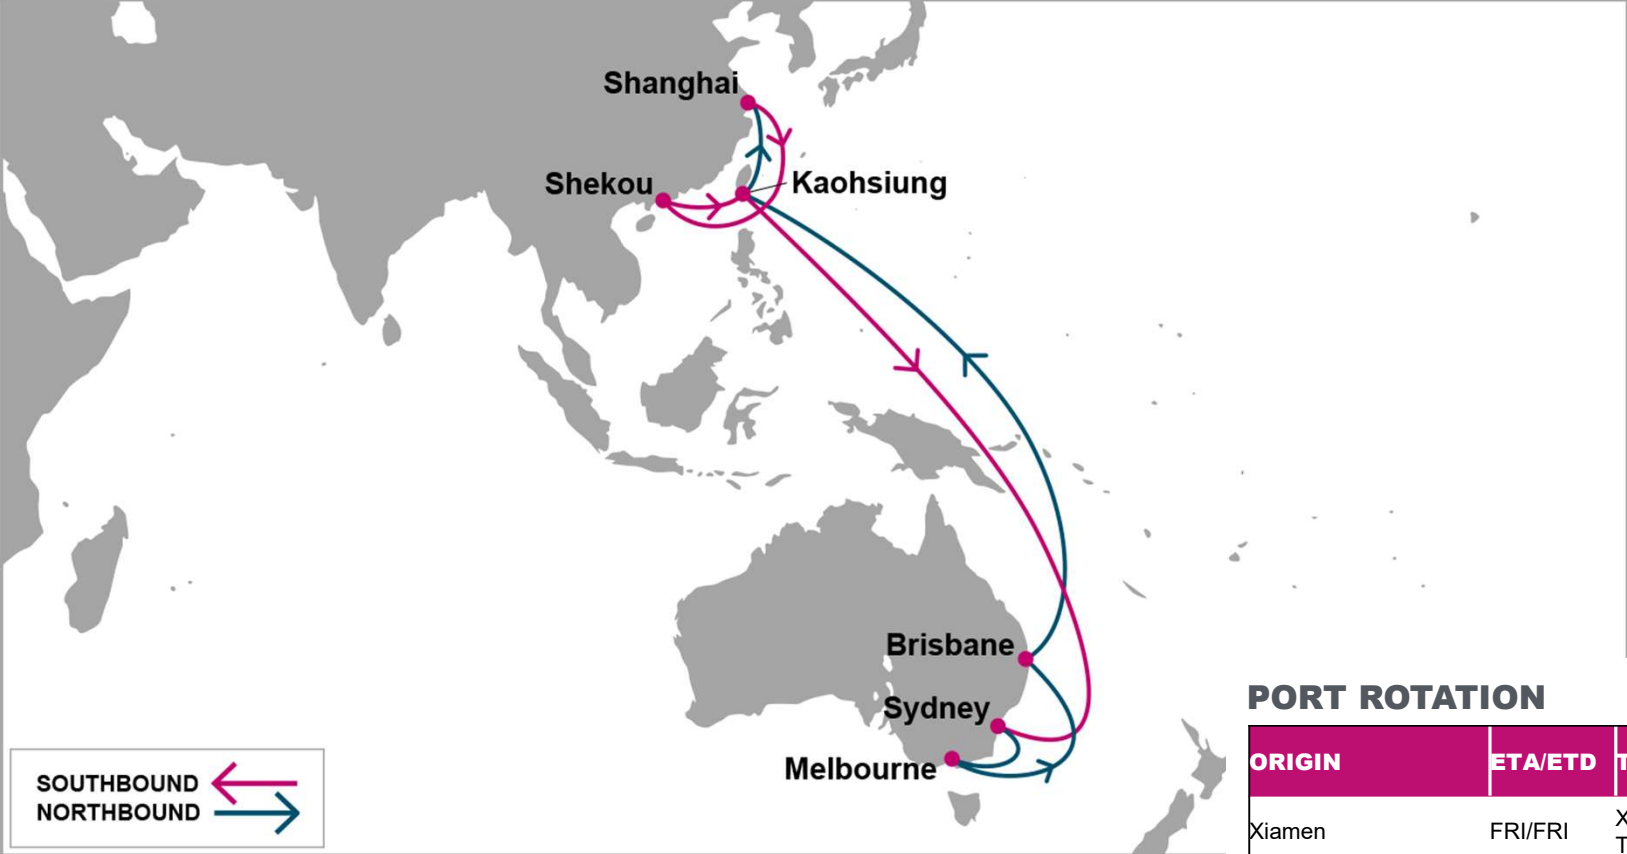 Shanghai
Shekou
Kaohsiung
Brisbane
Sydney
Melbourne
SOUTHBOUND
NORTHBOUND
PORT ROTATION
ORIGIN ETA/ETD
Xiamen FRI/FRI